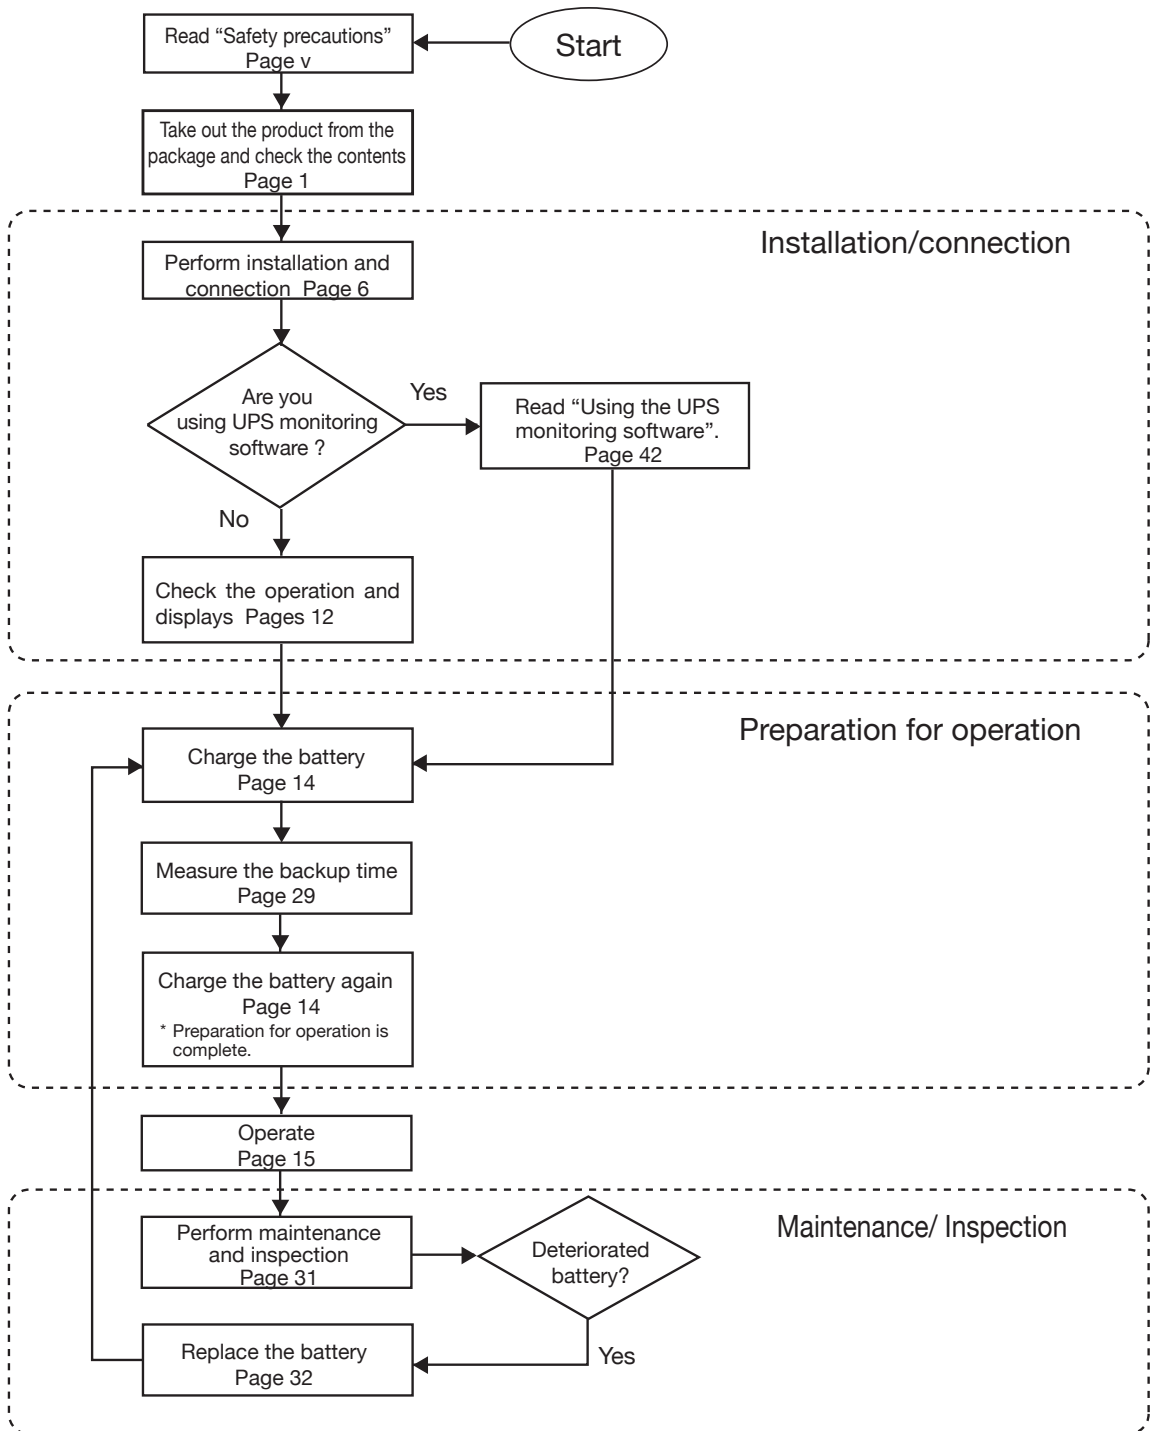 Start
Read “Safety precautions”
Page v
Take out the product from the
package and check the contents
Page 1
Installation/connection
Perform installation and
connection  Page 6
Are you
using UPS monitoring
software ?
Yes
Read “Using the UPS
monitoring software”.
Page 42
No
Check the operation and
displays  Pages 12
Preparation for operation
Charge the battery
Page 14
Measure the backup time
Page 29
Charge the battery again
Page 14
* Preparation for operation is
complete.
Operate
Page 15
Maintenance/ Inspection
Perform maintenance
and inspection
Page 31
Deteriorated
battery?
Yes
Replace the battery
Page 32